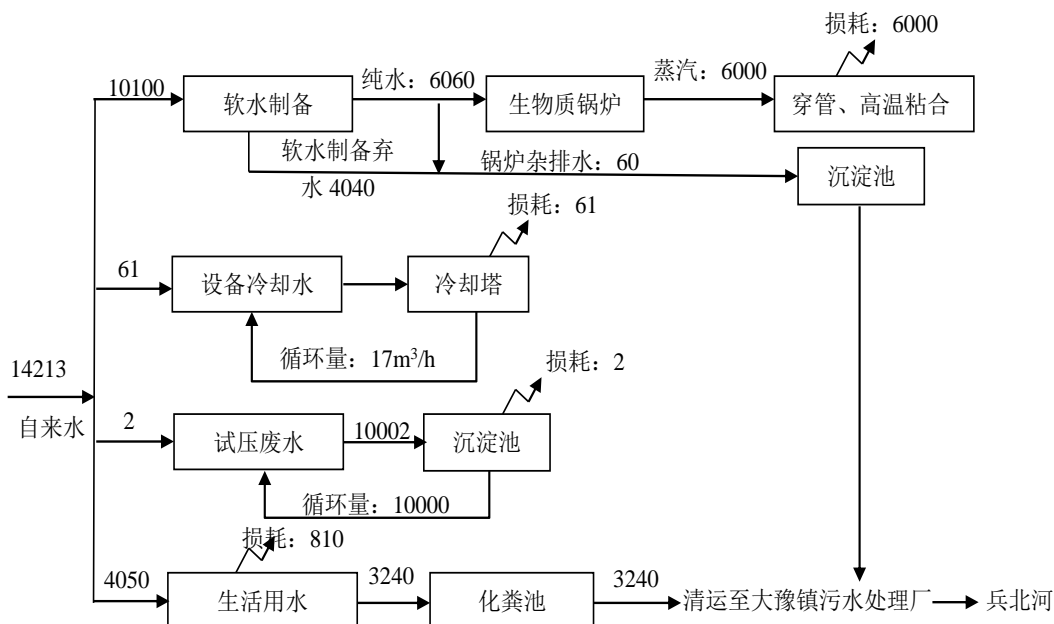 损耗：6000
10100
软水制备
纯水：6060
生物质锅炉
蒸汽：6000
穿管、高温粘合
软水制备弃
水 4040
锅炉杂排水：60
沉淀池
损耗：61
61
设备冷却水
冷却塔
循环量：17m³/h
14213
自来水
损耗：2
2
试压废水
10002
沉淀池
循环量：10000
损耗：810
4050
生活用水
3240
化粪池
3240
清运至大豫镇污水处理厂
兵北河